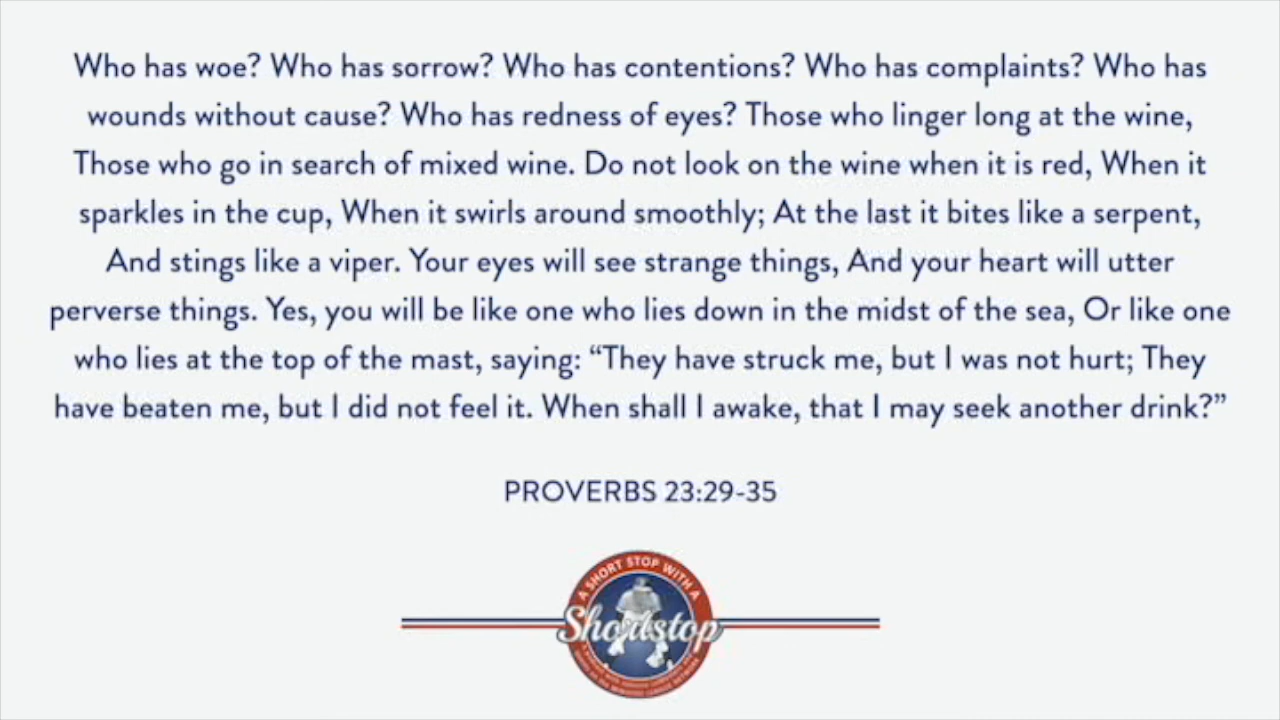 Who has woe? Who has sorrow? Who has contentions? Who has complaints? Who has
wounds without cause? Who has redness of eyes? Those who linger long at the wine,
Those who go in search of mixed wine. Do not look on the wine when it is red, When it
sparkles in the cup, When it swirls around smoothly; At the last it bites like a serpent,
And stings like a viper. Your eyes will see strange things, And your heart will utter
perverse things. Yes, you will be like one who lies down in the midst of the sea, Or like one
who lies at the top of the mast, saying: “They have struck me, but I was not hurt; They
have beaten me, but I did not feel it. When shall I awake, that I may seek another drink?”
PROVERBS 23:29-35
A SHORT STOP WITH A
Shortstop